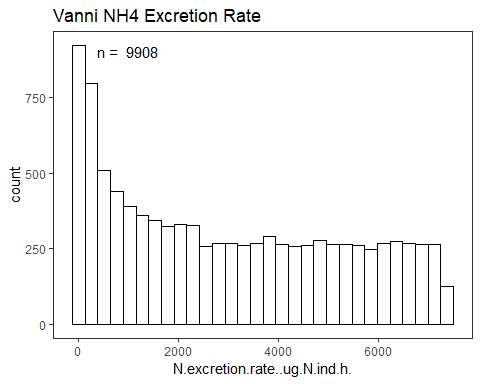 Vanni NH4 Excretion Rate
n =  9908
750
500
250
0
count
0 2000 4000 6000
N.excretion.rate..ug.N.ind.h.